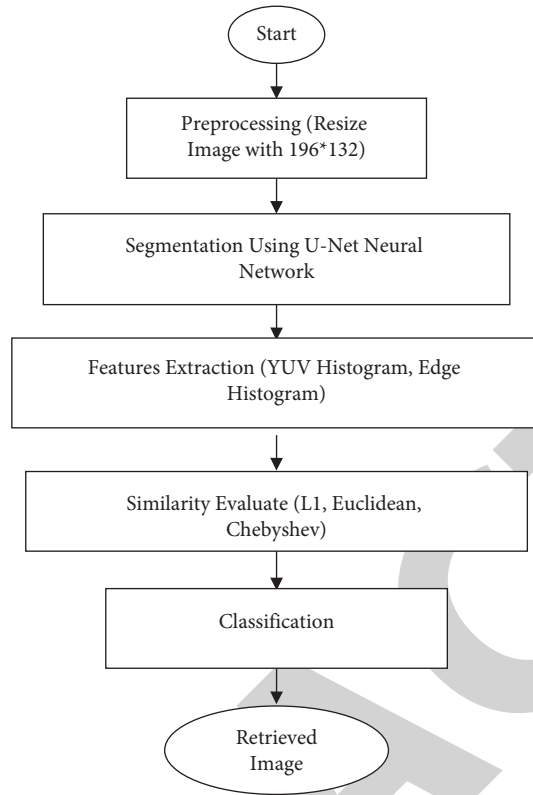 Start
Preprocessing (Resize
Image with 196*132)
Segmentation Using U-Net Neural
Network
Features Extraction (YUV Histogram, Edge
Histogram)
Similarity Evaluate (L1, Euclidean,
Chebyshev)
Classification
Retrieved
Image